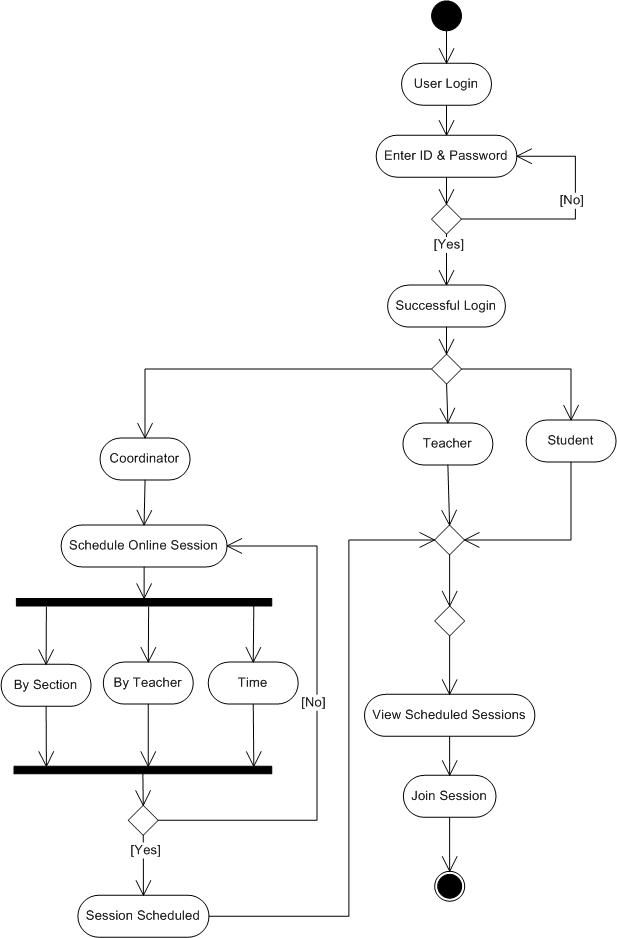 User Login
Enter ID & Password
[No]
[Yes]
Successful Login
Coordinator
Teacher
Student
Schedule Online Session
By Section
By Teacher
Time
[No]
View Scheduled Sessions
Join Session
[Yes]
Session Scheduled